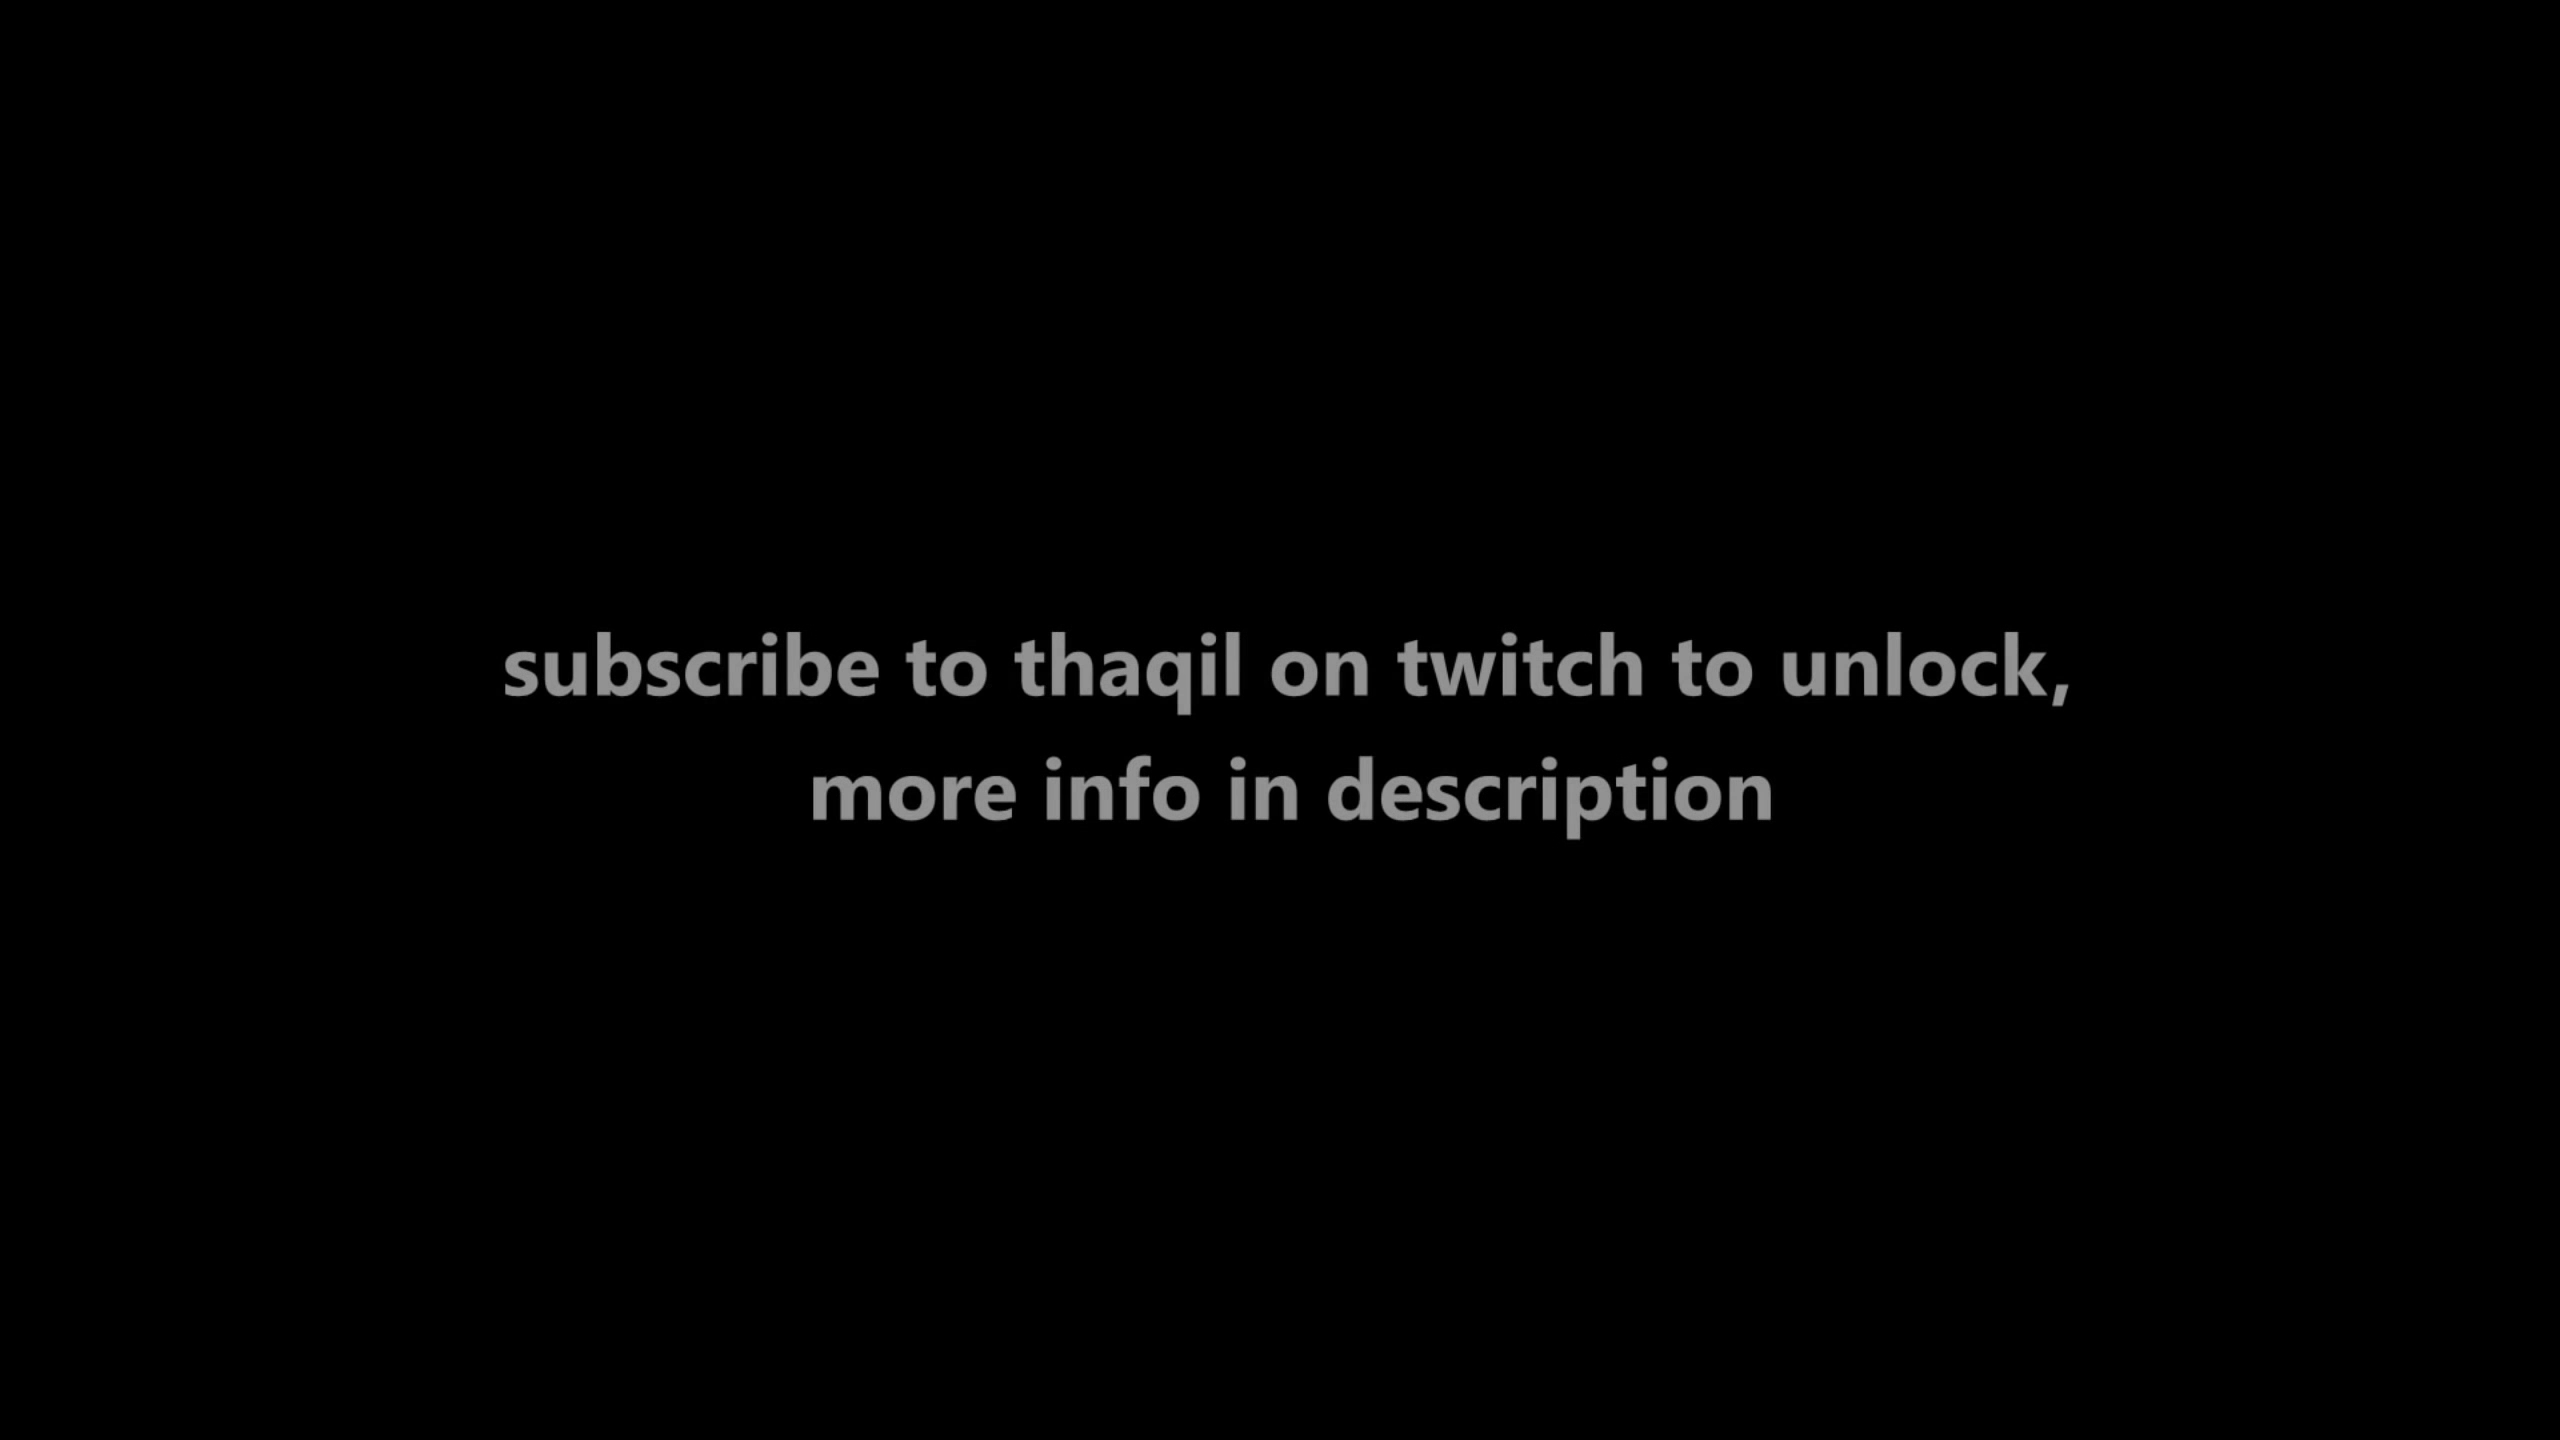 subscribe to thaqil on twitch to unlock,
more info in description